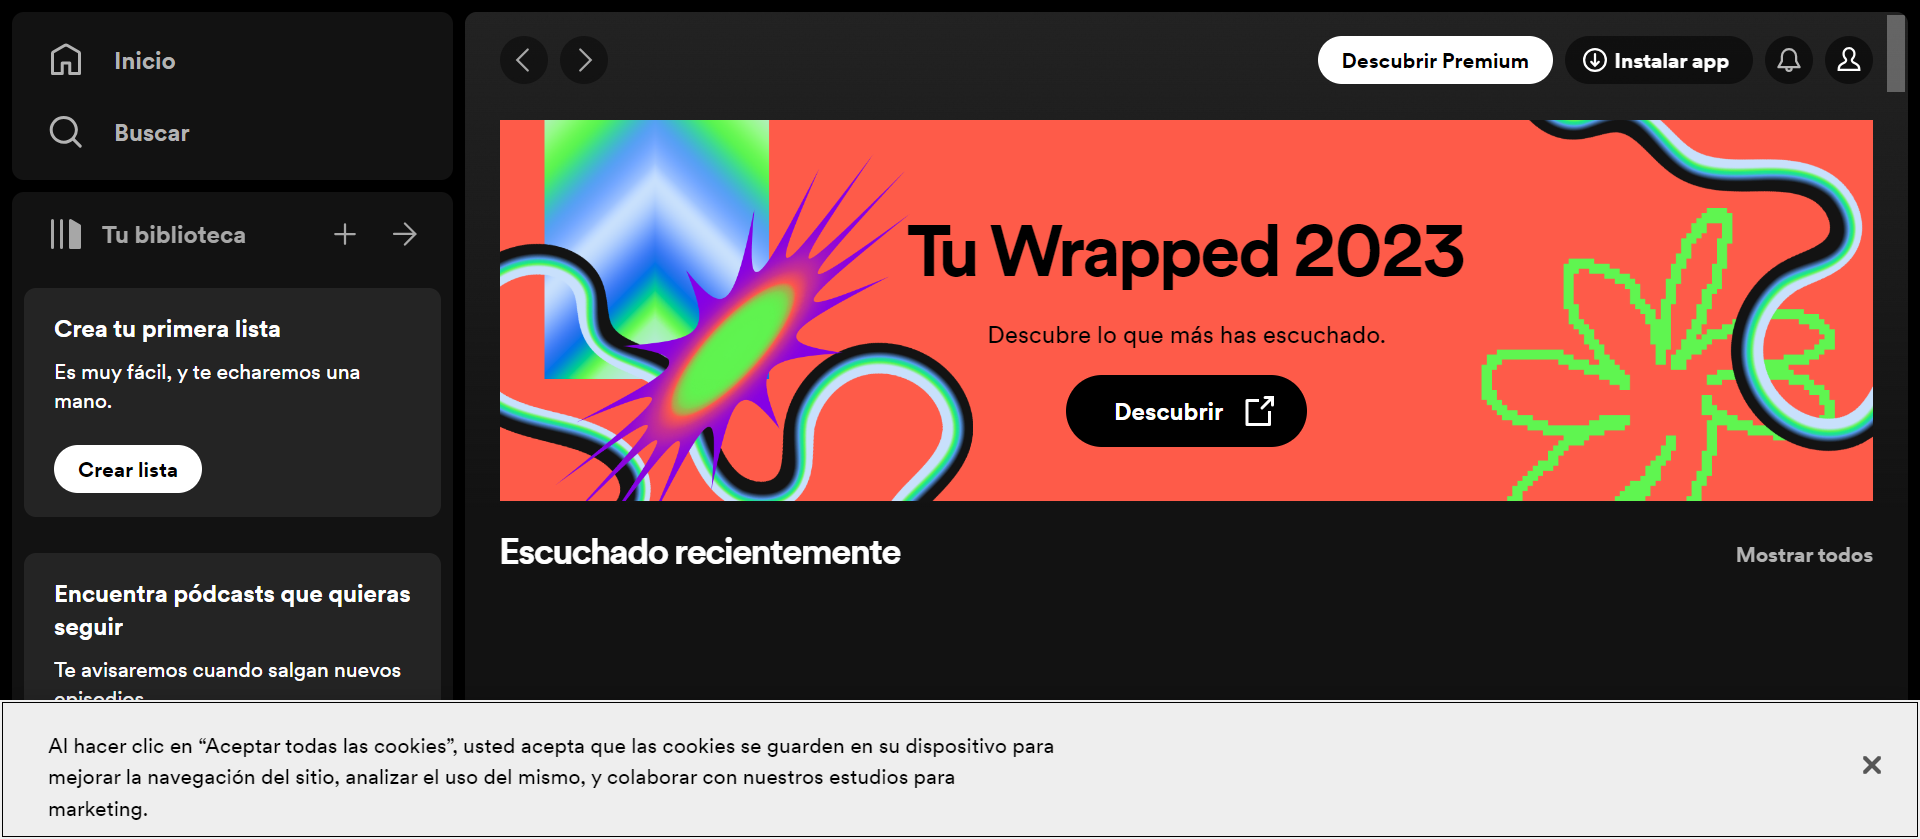 Inicio
Buscar
Tu biblioteca
Crea tu primera lista
Es muy fácil, y te echaremos una
mano.
Crear lista
Encuentra pódcasts que quieras
seguir
Te avisaremos cuando salgan nuevos
episodios.
Descubrir Premium
Instalar app
Tu Wrapped 2023
Descubre lo que más has escuchado.
Descubrir
Escuchado recientemente
Mostrar todos
Al hacer clic en “Aceptar todas las cookies”, usted acepta que las cookies se guarden en su dispositivo para
mejorar la navegación del sitio, analizar el uso del mismo, y colaborar con nuestros estudios para
marketing.